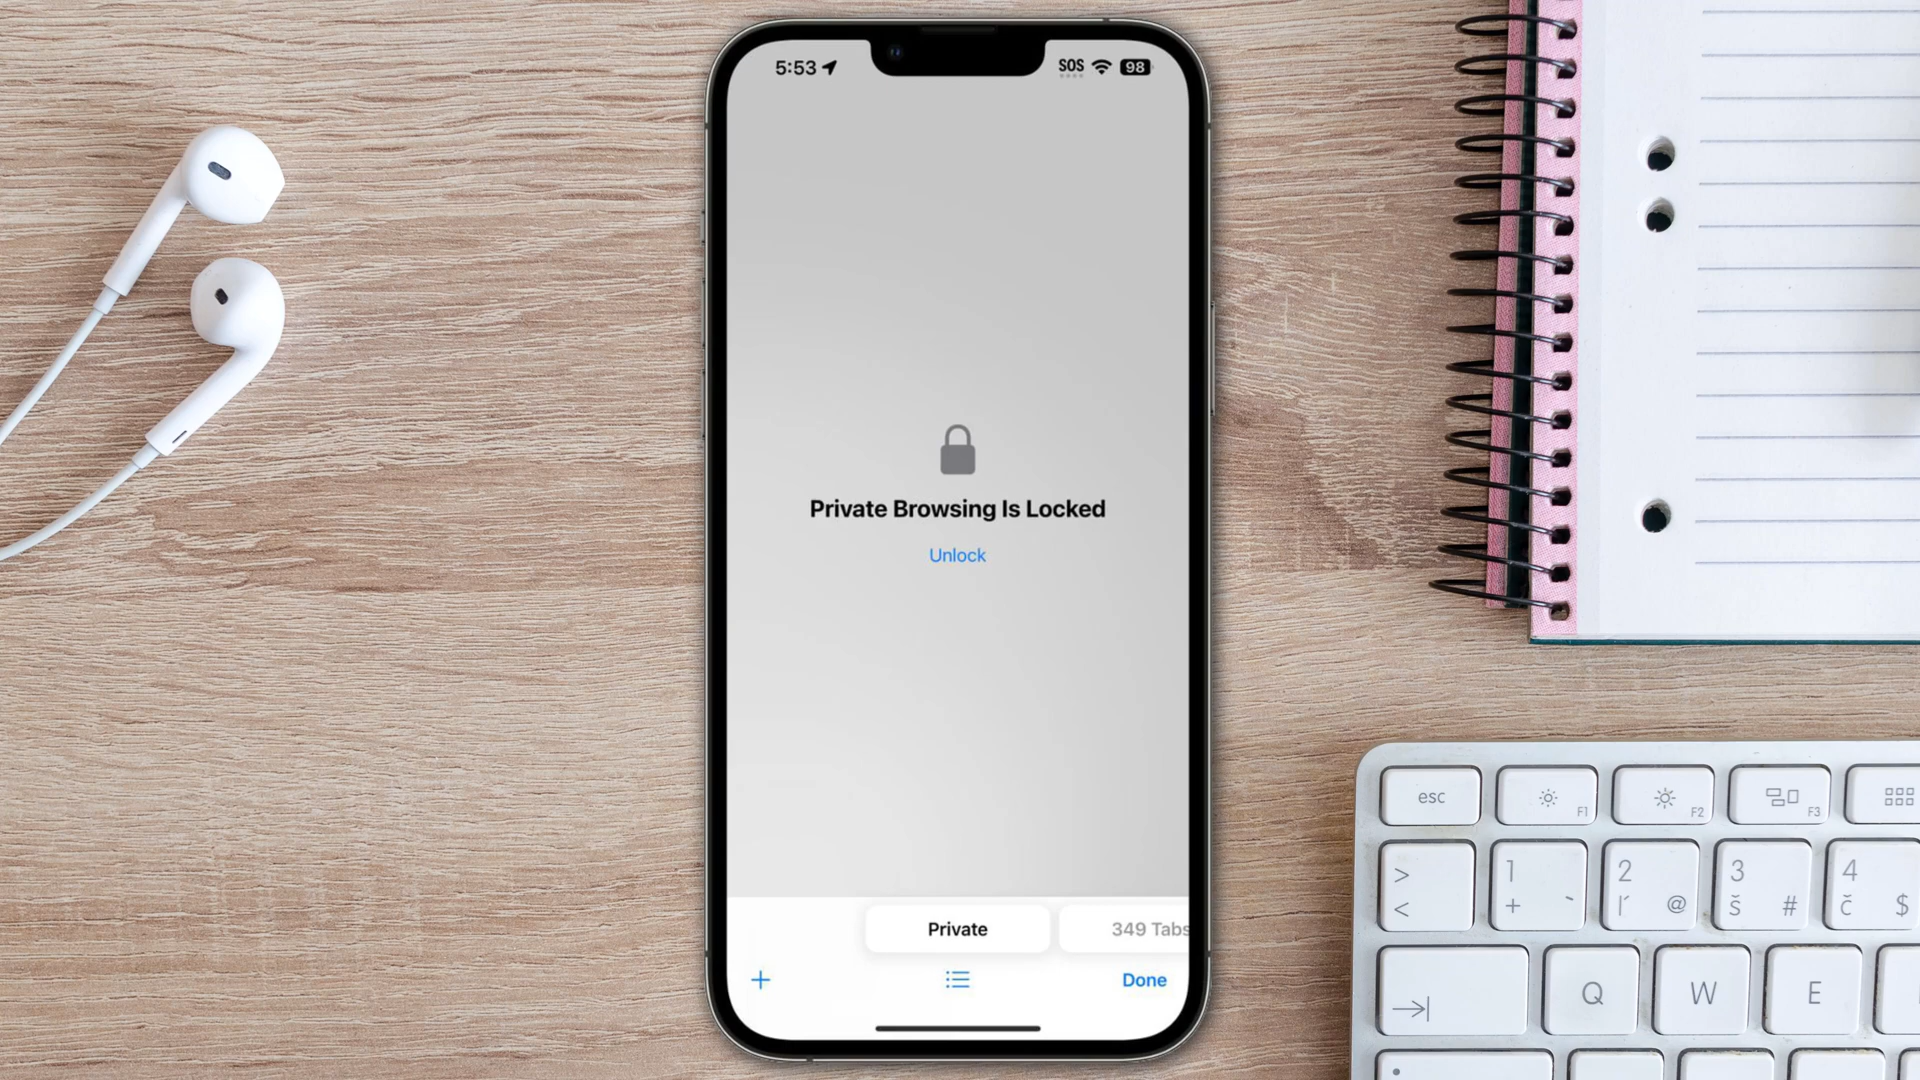 5:53
SOS
98
Private Browsing Is Locked
Unlock
Private
349 Tabs
Done
esc
F1
F2
F3
> 1 2 3 4
< + ` ľ @ š # č $
Q W E